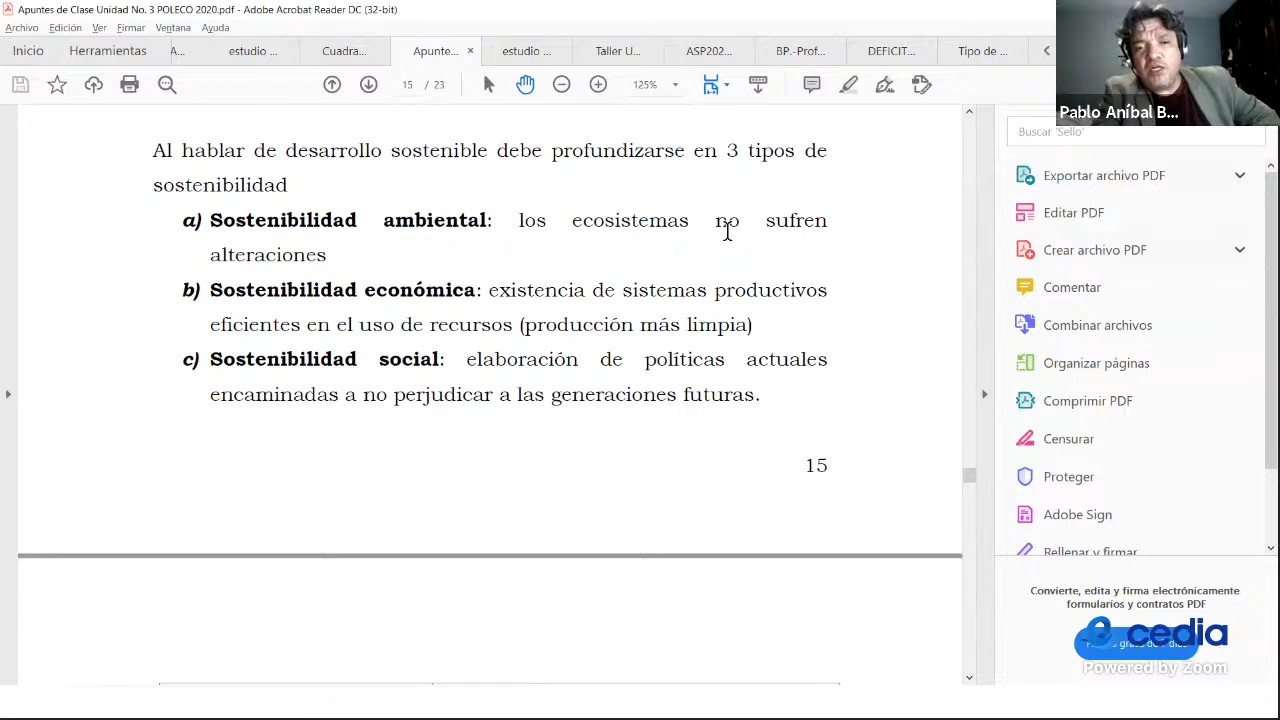 Apuntes de Clase Unidad No. 3 POLECO 2020.pdf - Adobe Acrobat Reader DC (32-bit)
Archivo Edición Ver Firmar Ventana Ayuda
Inicio Herramientas A... estudio ... Cuadra... Apunte... × estudio ... Taller U... ASP202... BP.-Prof... DEFICIT... Tipo de ...
15 / 23 125%
Pablo Aníbal B...
Buscar 'Sello'
Al hablar de desarrollo sostenible debe profundizarse en 3 tipos de
sostenibilidad
a) Sostenibilidad ambiental: los ecosistemas no sufren
alteraciones
b) Sostenibilidad económica: existencia de sistemas productivos
eficientes en el uso de recursos (producción más limpia)
c) Sostenibilidad social: elaboración de políticas actuales
encaminadas a no perjudicar a las generaciones futuras.
15
Exportar archivo PDF
Editar PDF
Crear archivo PDF
Comentar
Combinar archivos
Organizar páginas
Comprimir PDF
Censurar
Proteger
Adobe Sign
Rellenar y firmar
Convierte, edita y firma electrónicamente
formularios y contratos PDF
cedia
Powered by Zoom